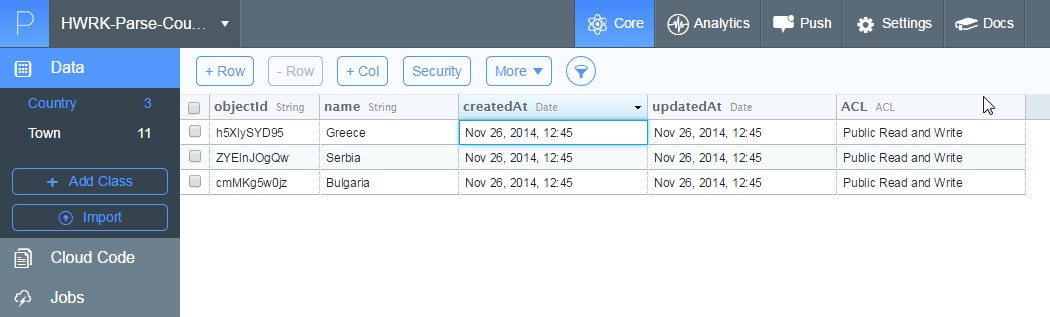 P HWRK-Parse-Cou... Core Analytics Push Settings Docs
Data
Country 3
Town 11
+ Add Class
Import
Cloud Code
Jobs
+ Row - Row + Col Security More
objectId String name String createdAt Date updatedAt Date ACL ACL
h5XlySYD95 Greece Nov 26, 2014, 12:45 Nov 26, 2014, 12:45 Public Read and Write
ZYElnJOgQw Serbia Nov 26, 2014, 12:45 Nov 26, 2014, 12:45 Public Read and Write
cmMKg5w0jz Bulgaria Nov 26, 2014, 12:45 Nov 26, 2014, 12:45 Public Read and Write